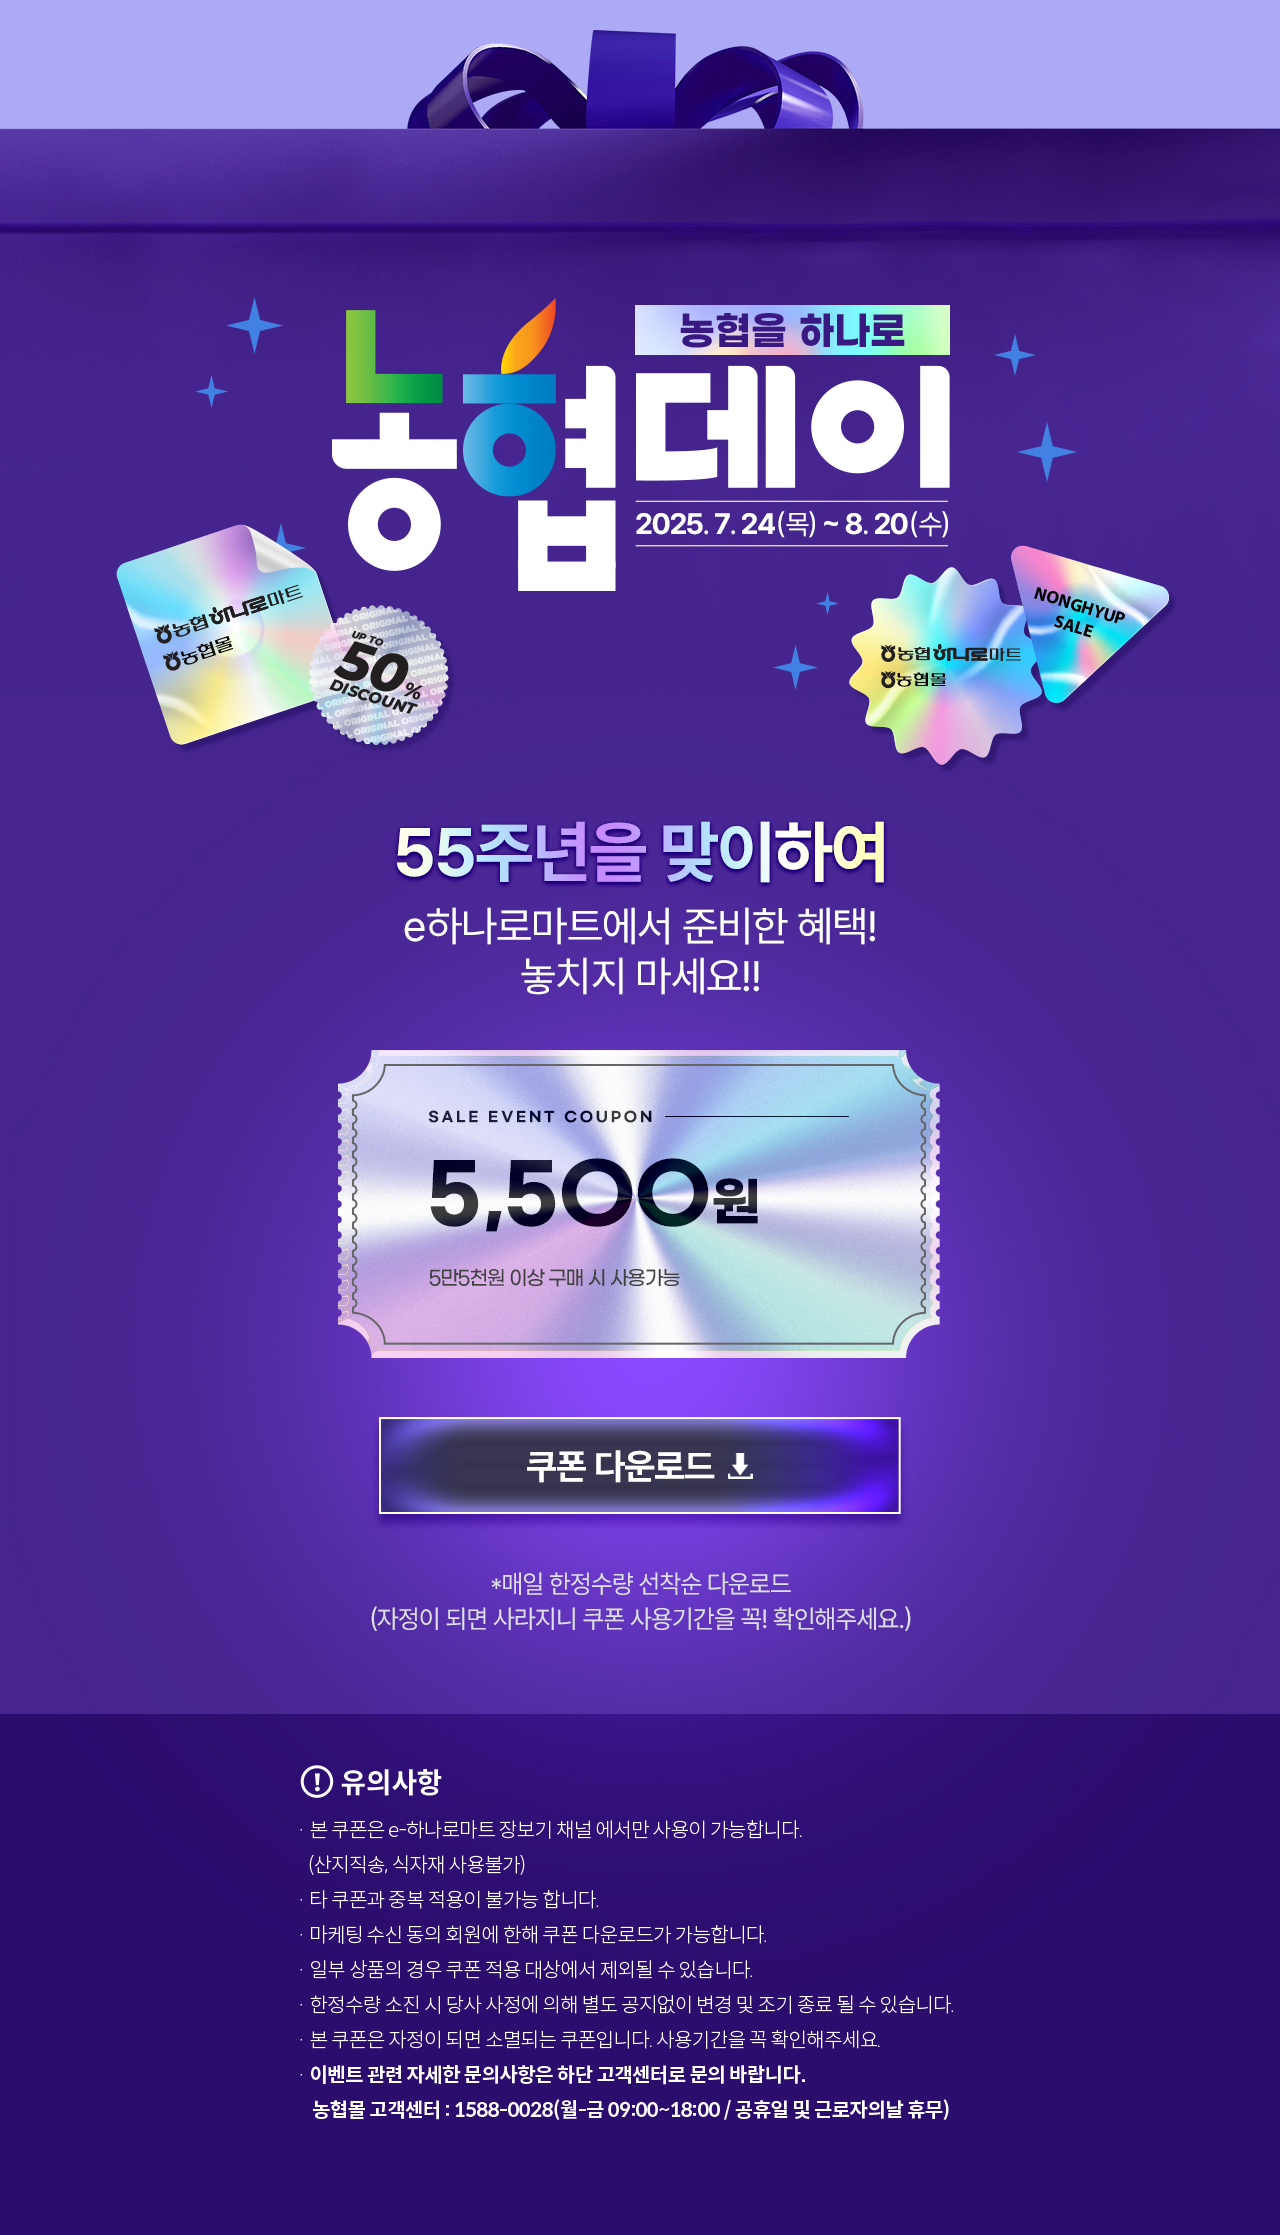 농협을 하나로
농협데이
2025. 7. 24(목) ~ 8. 20(수)
농협하나로마트
농협몰
UP TO
50%
DISCOUNT
농협하나로마트
농협몰
NONGHYUP
SALE
55주년을 맞이하여
e하나로마트에서 준비한 혜택!
놓치지 마세요!!
SALE EVENT COUPON
5,500원
5만5천원 이상 구매 시 사용가능
쿠폰 다운로드
*매일 한정수량 선착순 다운로드
(자정이 되면 사라지니 쿠폰 사용기간을 꼭! 확인해주세요.)
유의사항
· 본 쿠폰은 e-하나로마트 장보기 채널 에서만 사용이 가능합니다.
(산지직송, 식자재 사용불가)
· 타 쿠폰과 중복 적용이 불가능 합니다.
· 마케팅 수신 동의 회원에 한해 쿠폰 다운로드가 가능합니다.
· 일부 상품의 경우 쿠폰 적용 대상에서 제외될 수 있습니다.
· 한정수량 소진 시 당사 사정에 의해 별도 공지없이 변경 및 조기 종료 될 수 있습니다.
· 본 쿠폰은 자정이 되면 소멸되는 쿠폰입니다. 사용기간을 꼭 확인해주세요.
· 이벤트 관련 자세한 문의사항은 하단 고객센터로 문의 바랍니다.
농협몰 고객센터 : 1588-0028(월-금 09:00~18:00 / 공휴일 및 근로자의날 휴무)